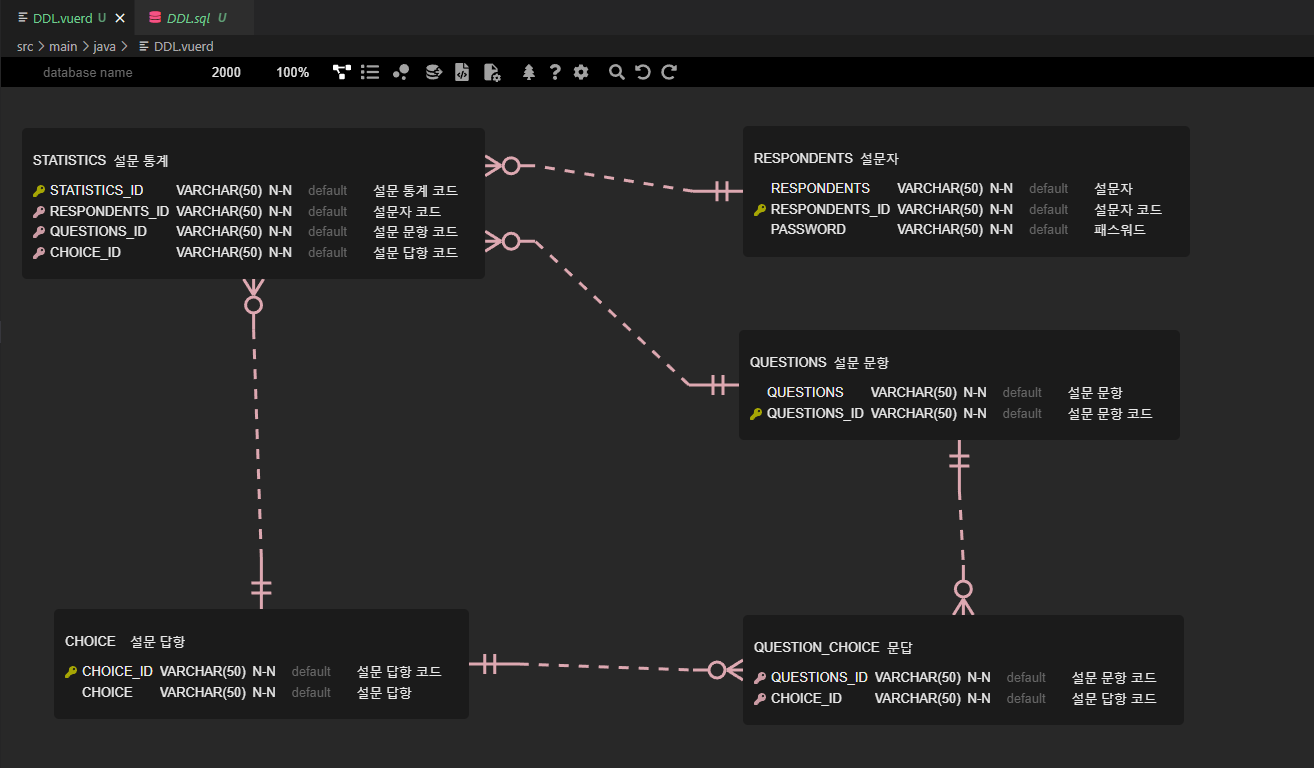 DDL.vuerd U
DDL.sql U
src main java DDL.vuerd
database name 2000 100%
STATISTICS 설문 통계
STATISTICS_ID VARCHAR(50) N-N default 설문 통계 코드
RESPONDENTS_ID VARCHAR(50) N-N default 설문자 코드
QUESTIONS_ID VARCHAR(50) N-N default 설문 문항 코드
CHOICE_ID VARCHAR(50) N-N default 설문 답항 코드
RESPONDENTS 설문자
RESPONDENTS VARCHAR(50) N-N default 설문자
RESPONDENTS_ID VARCHAR(50) N-N default 설문자 코드
PASSWORD VARCHAR(50) N-N default 패스워드
QUESTIONS 설문 문항
QUESTIONS VARCHAR(50) N-N default 설문 문항
QUESTIONS_ID VARCHAR(50) N-N default 설문 문항 코드
CHOICE 설문 답항
CHOICE_ID VARCHAR(50) N-N default 설문 답항 코드
CHOICE VARCHAR(50) N-N default 설문 답항
QUESTION_CHOICE 문답
QUESTIONS_ID VARCHAR(50) N-N default 설문 문항 코드
CHOICE_ID VARCHAR(50) N-N default 설문 답항 코드